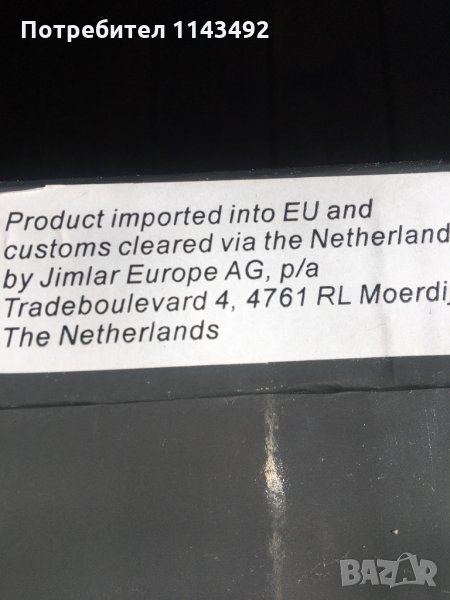 Потребител 1143492
Product imported into EU and
customs cleared via the Netherland
by Jimlar Europe AG, p/a
Tradeboulevard 4, 4761 RL Moerdij
The Netherlands
BAZAR